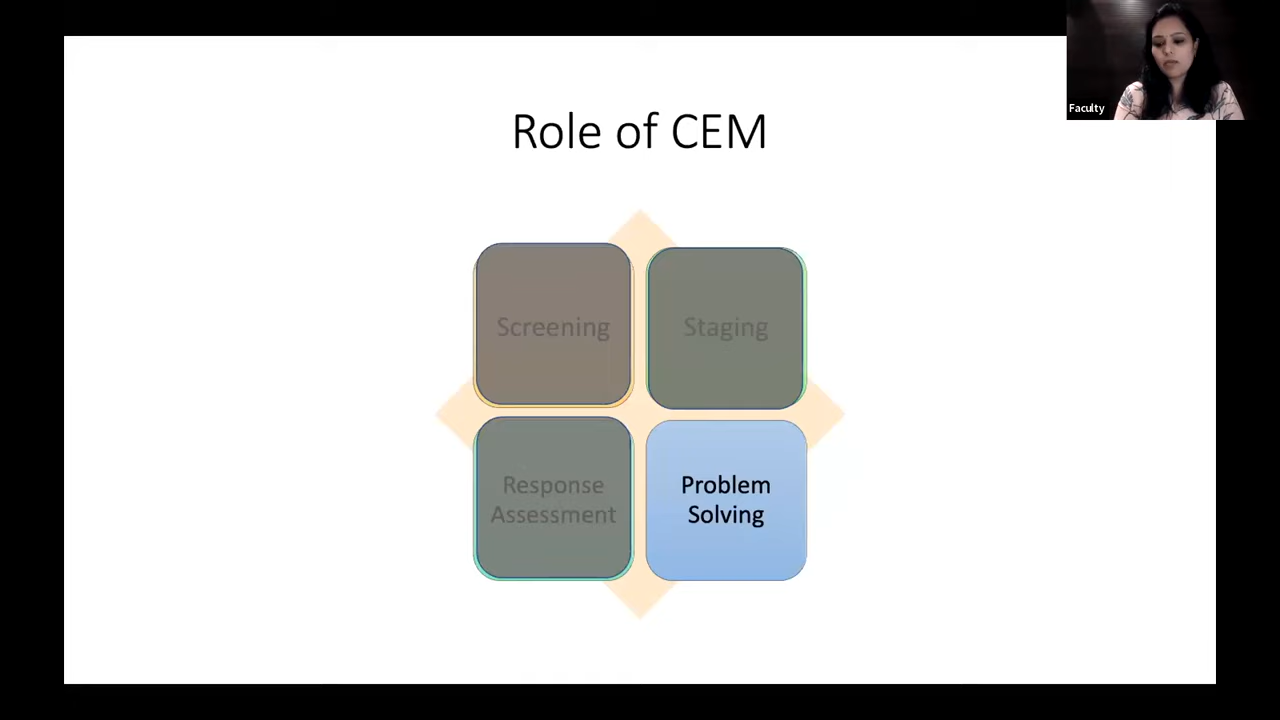 Faculty
Role of CEM
Screening
Staging
Response
Assessment
Problem
Solving